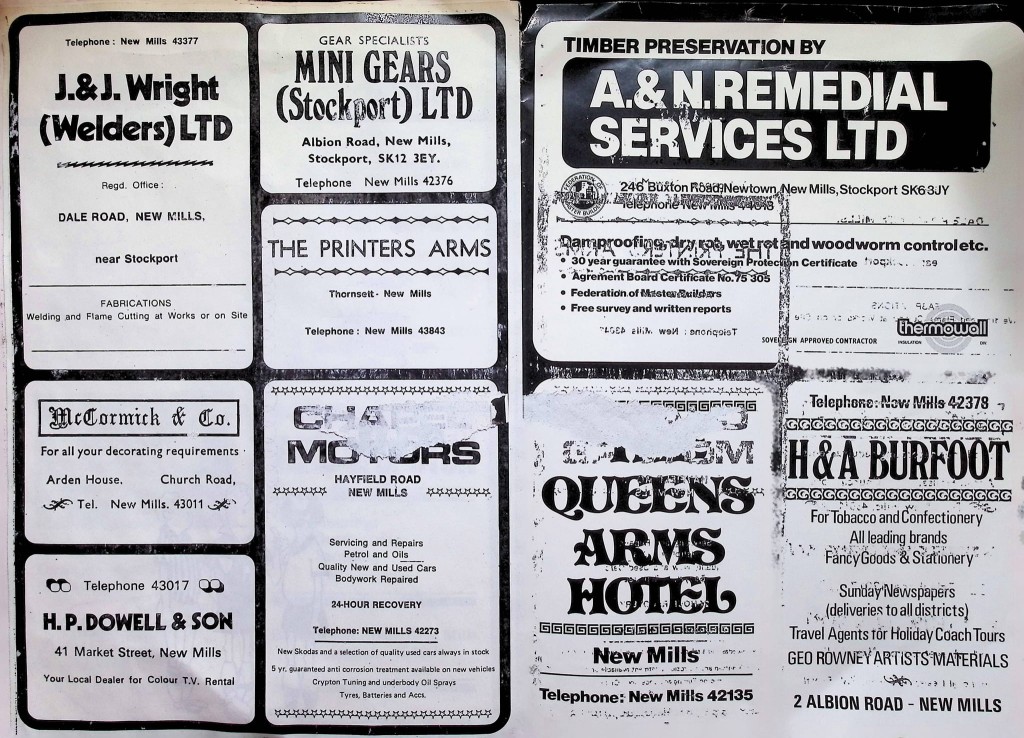 Telephone : New Mills 43377
J.& J. Wright
(Welders) LTD
Regd. Office :
DALE ROAD, NEW MILLS,
near Stockport
FABRICATIONS
Welding and Flame Cutting at Works or on Site
GEAR SPECIALISTS
MINI GEARS
(Stockport) LTD
Albion Road, New Mills,
Stockport, SK12 3EY.
Telephone New Mills 42376
THE PRINTERS ARMS
Thornsett - New Mills
Telephone : New Mills 43843
McCormick & Co.
For all your decorating requirements
Arden House, Church Road,
Tel. New Mills. 43011
Telephone 43017
H. P. DOWELL & SON
41 Market Street, New Mills
Your Local Dealer for Colour T.V. Rental
MOTORS
HAYFIELD ROAD
NEW MILLS
Servicing and Repairs
Petrol and Oils
Quality New and Used Cars
Bodywork Repaired
24-HOUR RECOVERY
Telephone: NEW MILLS 42273
New Skodas and a selection of quality used cars always in stock
5 yr. guaranteed anti corrosion treatment available on new vehicles
Crypton Tuning and underbody Oil Sprays
Tyres, Batteries and Accs.
TIMBER PRESERVATION BY
A.& N. REMEDIAL
SERVICES LTD
246 Buxton Road, Newtown, New Mills, Stockport SK6 3JY
Telephone New Mills
Damproofing, dry rot, wet rot and woodworm control etc.
• 30 year guarantee with Sovereign Protection Certificate
• Agrement Board Certificate No. 75 305
• Federation of Master Builders
• Free survey and written reports
SOVEREIGN APPROVED CONTRACTOR
thermowall
INSULATION
QUEENS
ARMS
HOTEL
New Mills
Telephone: New Mills 42135
Telephone: New Mills 42378
H & A BURFOOT
For Tobacco and Confectionery
All leading brands
Fancy Goods & Stationery
Sunday Newspapers
(deliveries to all districts)
Travel Agents for Holiday Coach Tours
GEO ROWNEY ARTISTS MATERIALS
2 ALBION ROAD - NEW MILLS